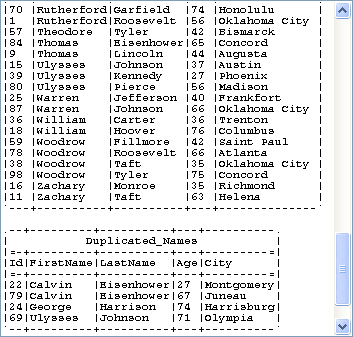 |70 |Rutherford|Garfield  |74 |Honolulu     |
|1  |Rutherford|Roosevelt |56 |Oklahoma City|
|57 |Theodore  |Tyler     |42 |Bismarck     |
|84 |Thomas    |Eisenhower|65 |Concord      |
|9  |Thomas    |Lincoln   |44 |Augusta      |
|15 |Ulysses   |Johnson   |37 |Austin       |
|39 |Ulysses   |Kennedy   |27 |Phoenix      |
|80 |Ulysses   |Pierce    |56 |Madison      |
|25 |Warren    |Jefferson |40 |Frankfort    |
|87 |Warren    |Johnson   |66 |Oklahoma City|
|36 |William   |Carter    |36 |Trenton      |
|18 |William   |Hoover    |76 |Columbus     |
|59 |Woodrow   |Fillmore  |42 |Saint Paul   |
|78 |Woodrow   |Roosevelt |66 |Atlanta      |
|38 |Woodrow   |Taft      |35 |Oklahoma City|
|98 |Woodrow   |Tyler     |75 |Concord      |
|16 |Zachary   |Monroe    |35 |Richmond     |
|11 |Zachary   |Taft      |63 |Helena       |
|           Duplicated_Names            |
|Id|FirstName|LastName  |Age|City      |
|22|Calvin   |Eisenhower|27 |Montgomery|
|79|Calvin   |Eisenhower|67 |Juneau    |
|24|George   |Harrison  |74 |Harrisburg|
|69|Ulysses  |Johnson   |71 |Olympia   |